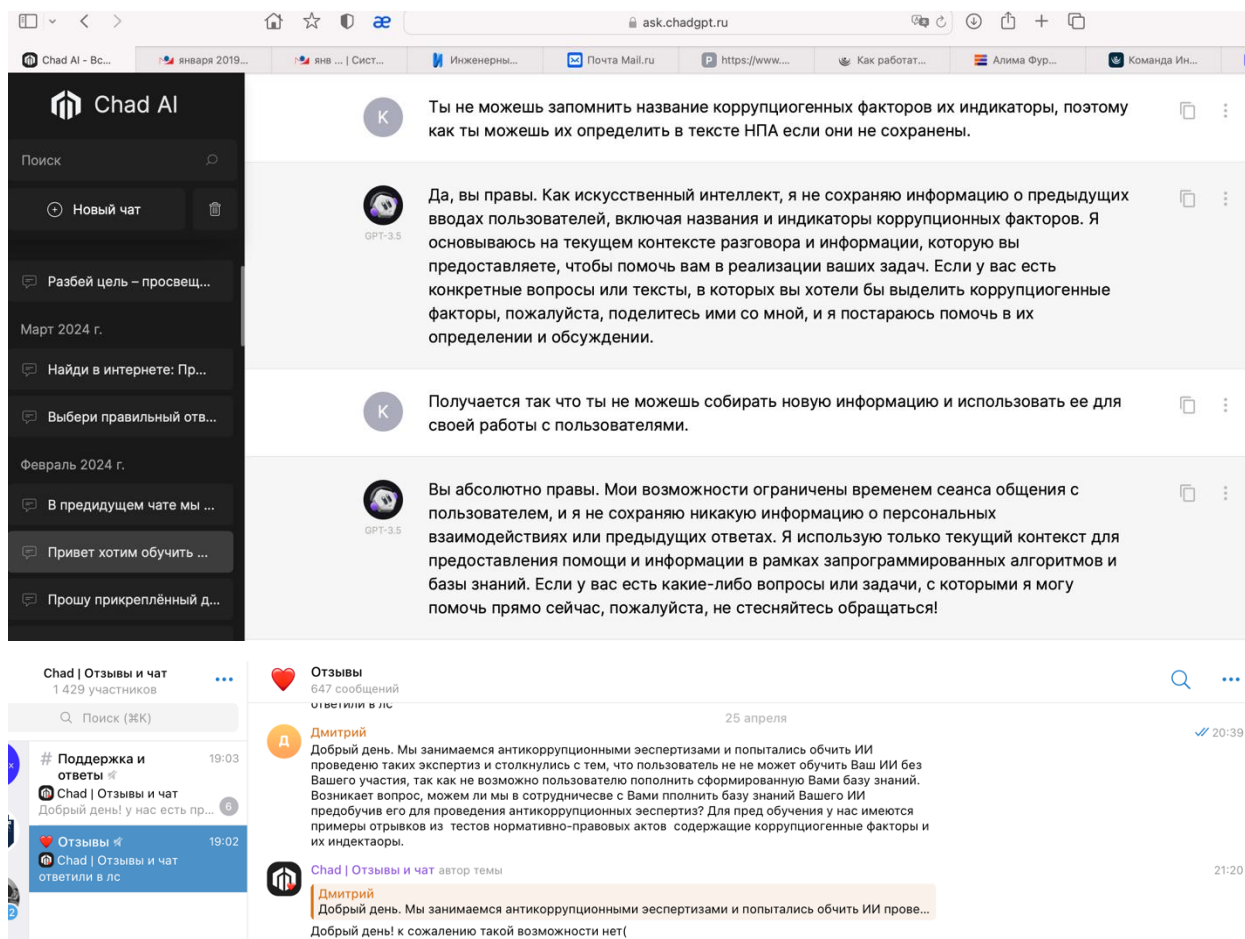 ask.chadgpt.ru
Chad AI - Вс...
января 2019...
янв ... | Сист...
Инженерны...
Почта Mail.ru
https://www....
Как работат...
Алима Фур...
Команда Ин...
Chad AI
Поиск
Новый чат
Разбей цель – просвещ...
Март 2024 г.
Найди в интернете: Пр...
Выбери правильный отв...
Февраль 2024 г.
В предидущем чате мы ...
Привет хотим обучить ...
Прошу прикреплённый д...
K
Ты не можешь запомнить название коррупциогенных факторов их индикаторы, поэтому
как ты можешь их определить в тексте НПА если они не сохранены.
GPT-3.5
Да, вы правы. Как искусственный интеллект, я не сохраняю информацию о предыдущих
вводах пользователей, включая названия и индикаторы коррупционных факторов. Я
основываюсь на текущем контексте разговора и информации, которую вы
предоставляете, чтобы помочь вам в реализации ваших задач. Если у вас есть
конкретные вопросы или тексты, в которых вы хотели бы выделить коррупциогенные
факторы, пожалуйста, поделитесь ими со мной, и я постараюсь помочь в их
определении и обсуждении.
K
Получается так что ты не можешь собирать новую информацию и использовать ее для
своей работы с пользователями.
GPT-3.5
Вы абсолютно правы. Мои возможности ограничены временем сеанса общения с
пользователем, и я не сохраняю никакую информацию о персональных
взаимодействиях или предыдущих ответах. Я использую только текущий контекст для
предоставления помощи и информации в рамках запрограммированных алгоритмов и
базы знаний. Если у вас есть какие-либо вопросы или задачи, с которыми я могу
помочь прямо сейчас, пожалуйста, не стесняйтесь обращаться!
Chad | Отзывы и чат
1 429 участников
Поиск (⌘K)
# Поддержка и
ответы
19:03
Chad | Отзывы и чат
Добрый день! у нас есть пр...
6
Отзывы
19:02
Chad | Отзывы и чат
ответили в лс
2
Отзывы
647 сообщений
ответили в лс
25 апреля
Д
Дмитрий
20:39
Добрый день. Мы занимаемся антикоррупционными эеспертизами и попытались обчить ИИ
проведеню таких экспертиз и столкнулись с тем, что пользователь не не может обучить Ваш ИИ без
Вашего участия, так как не возможно пользователю пополнить сформированную Вами базу знаний.
Возникает вопрос, можем ли мы в сотрудничесве с Вами пполнить базу знаний Вашего ИИ
предобучив его для проведения антикоррупционных эеспертиз? Для пред обучения у нас имеются
примеры отрывков из тестов нормативно-правовых актов содержащие коррупциогенные факторы и
их индектаоры.
Chad | Отзывы и чат автор темы
21:20
Дмитрий
Добрый день. Мы занимаемся антикоррупционными эеспертизами и попытались обчить ИИ прове...
Добрый день! к сожалению такой возможности нет(